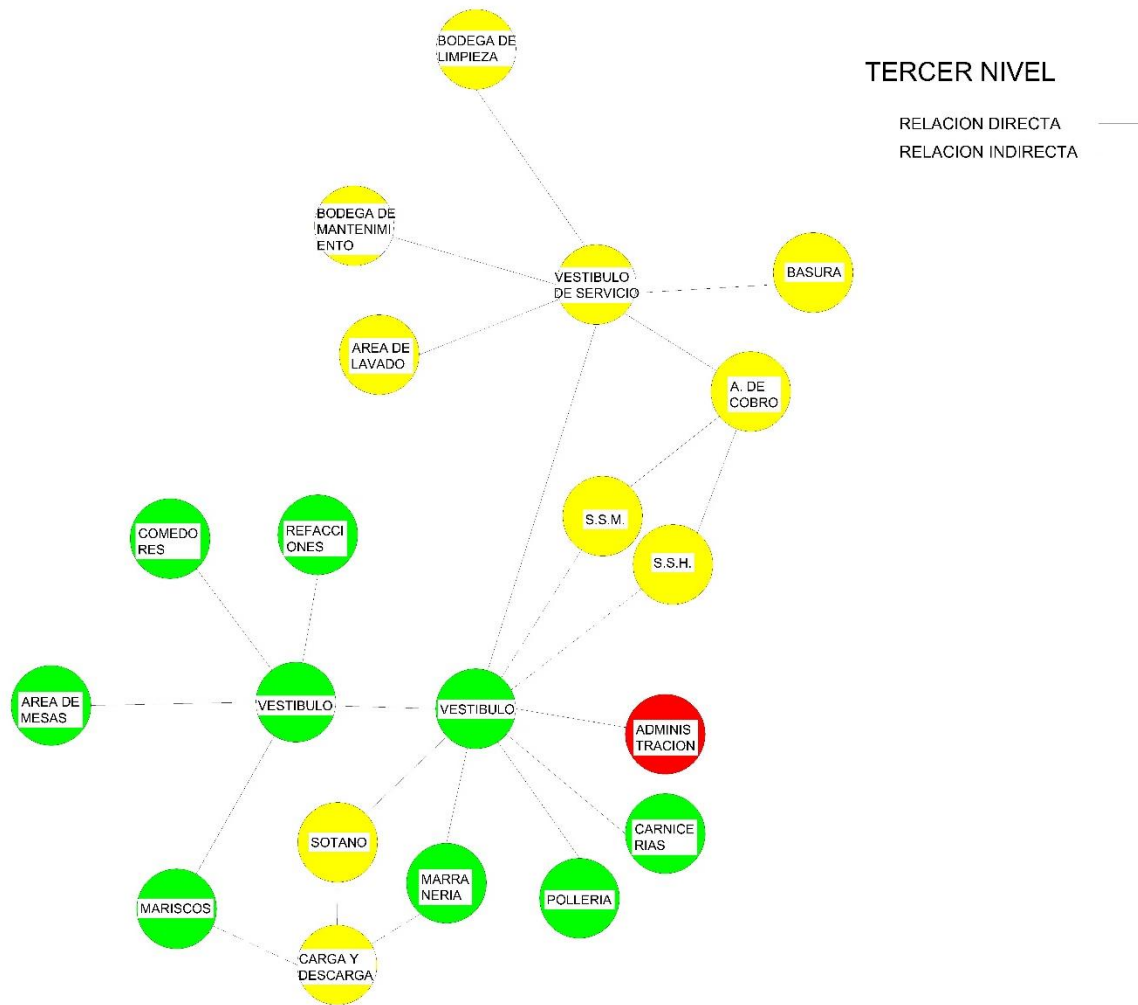 BODEGA DE
LIMPIEZA
TERCER NIVEL
RELACION DIRECTA
RELACION INDIRECTA
BODEGA DE
MANTENIMI
ENTO
VESTIBULO
DE SERVICIO
BASURA
AREA DE
LAVADO
A. DE
COBRO
S.S.M.
S.S.H.
COMEDO
RES
REFACCI
ONES
AREA DE
MESAS
VESTIBULO
VESTIBULO
ADMINIS
TRACION
SOTANO
CARNICE
RIAS
MARRA
NERIA
POLLERIA
MARISCOS
CARGA Y
DESCARGA